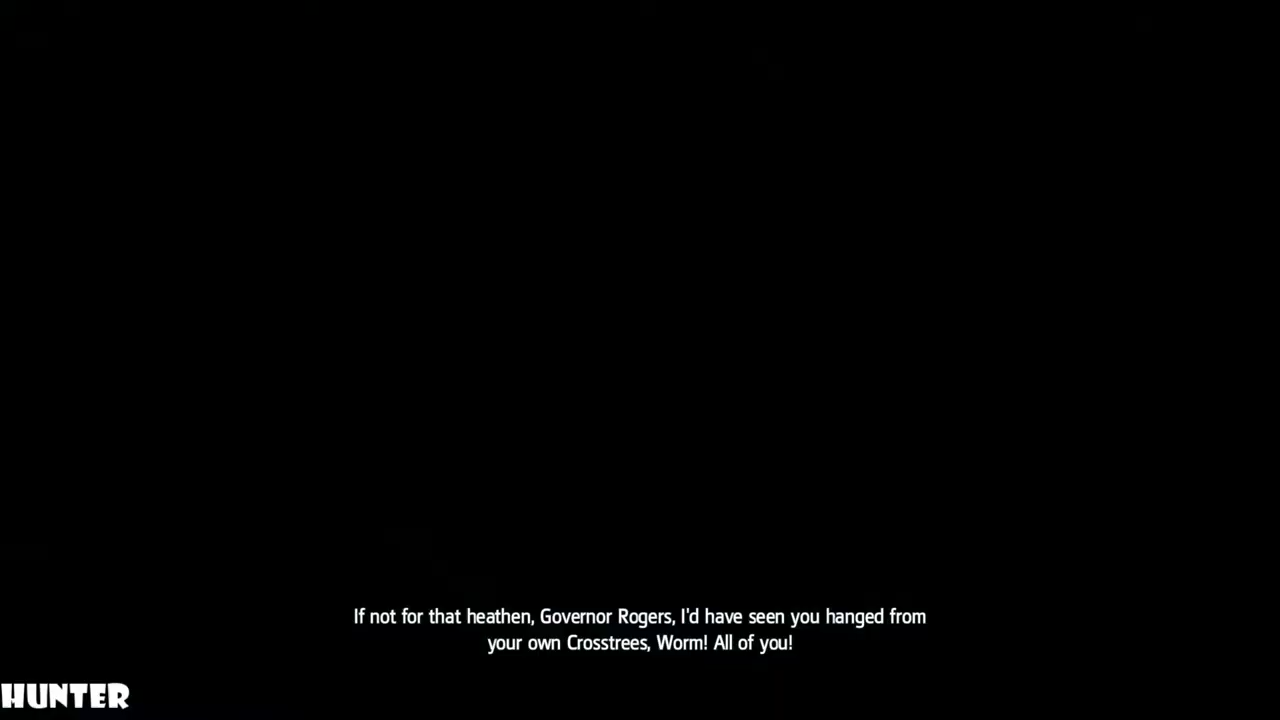 If not for that heathen, Governor Rogers, I'd have seen you hanged from
your own Crosstrees, Worm! All of you!
HUNTER